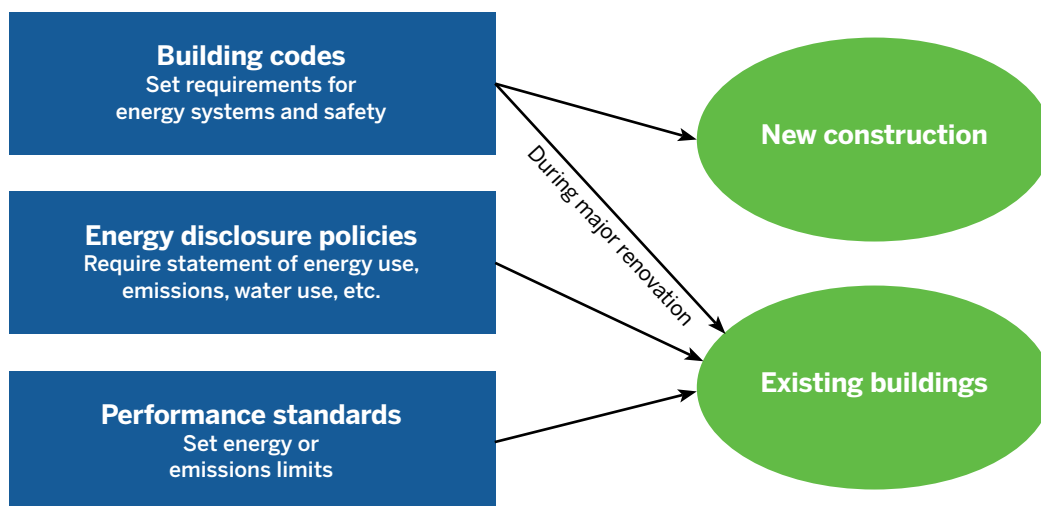 Building codes
Set requirements for
energy systems and safety
New construction
During major renovation
Energy disclosure policies
Require statement of energy use,
emissions, water use, etc.
Existing buildings
Performance standards
Set energy or
emissions limits